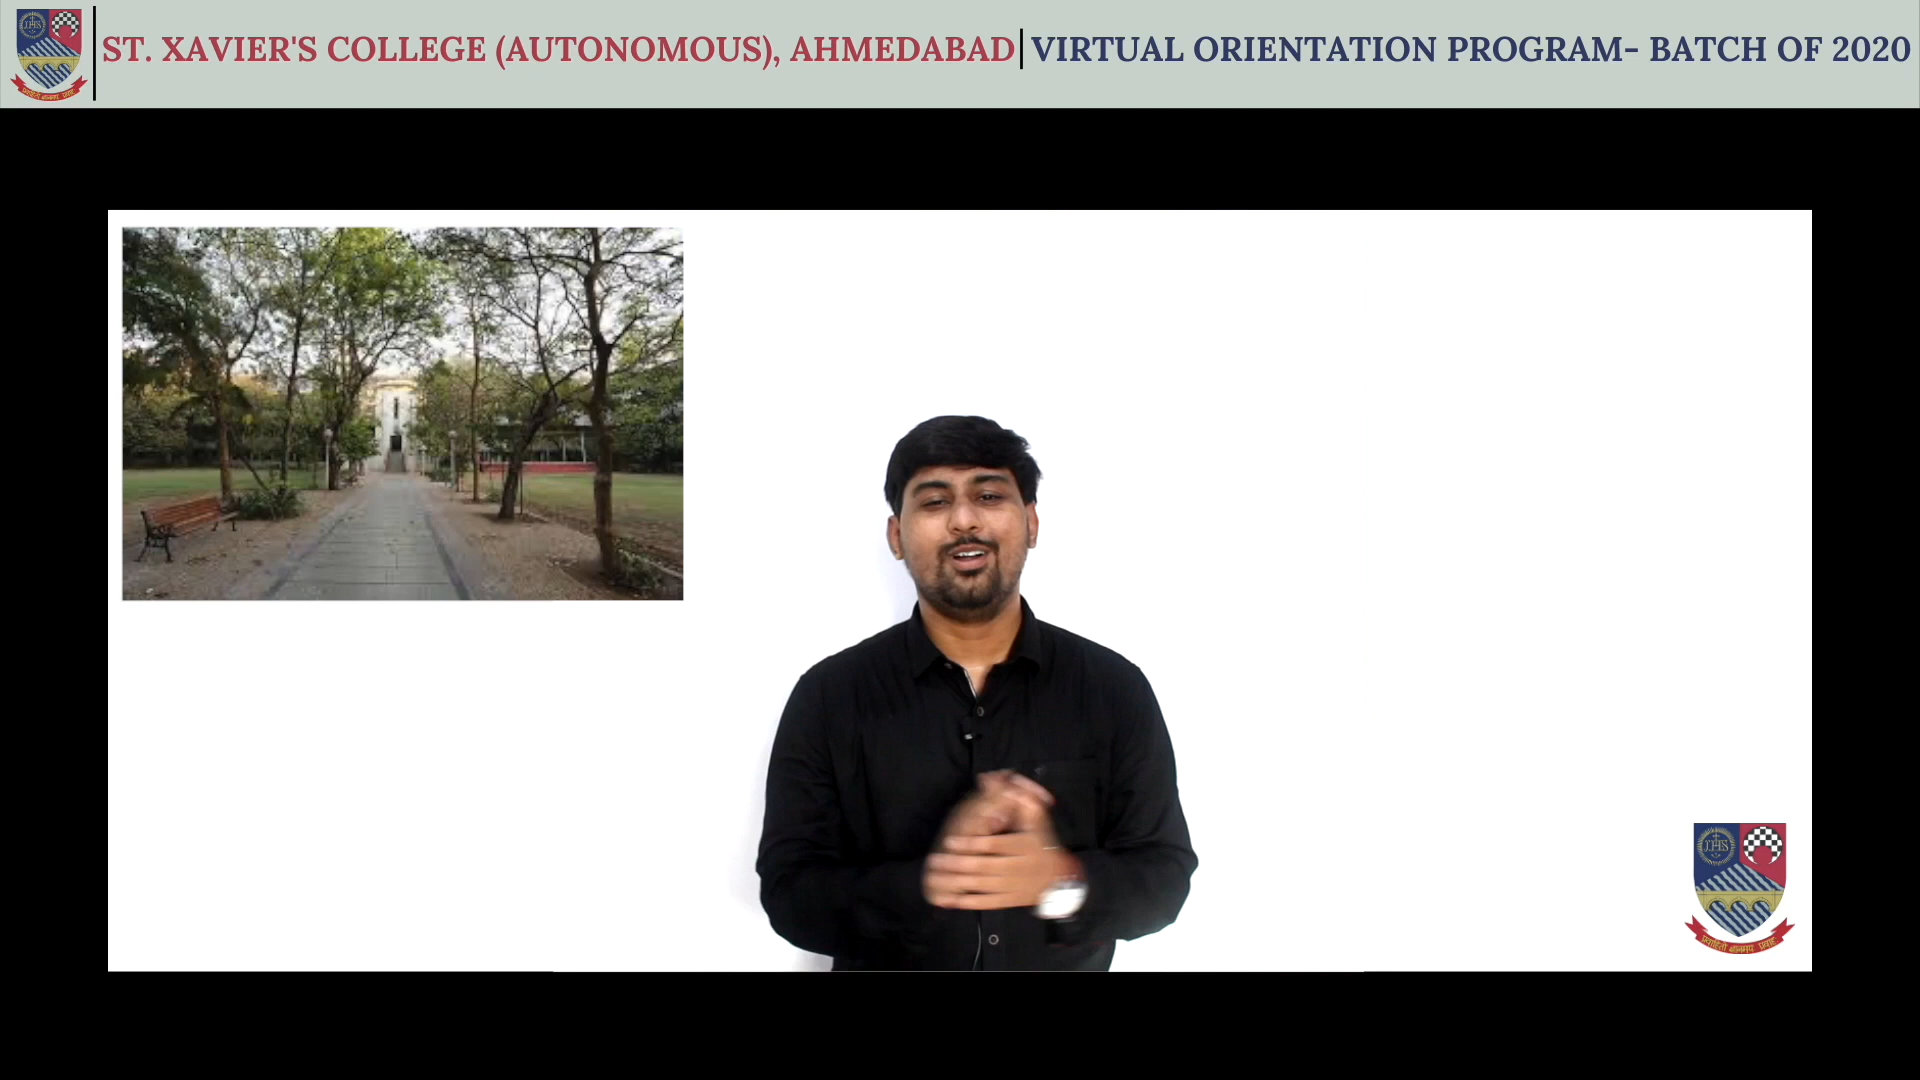 ST. XAVIER'S COLLEGE (AUTONOMOUS), AHMEDABAD | VIRTUAL ORIENTATION PROGRAM- BATCH OF 2020